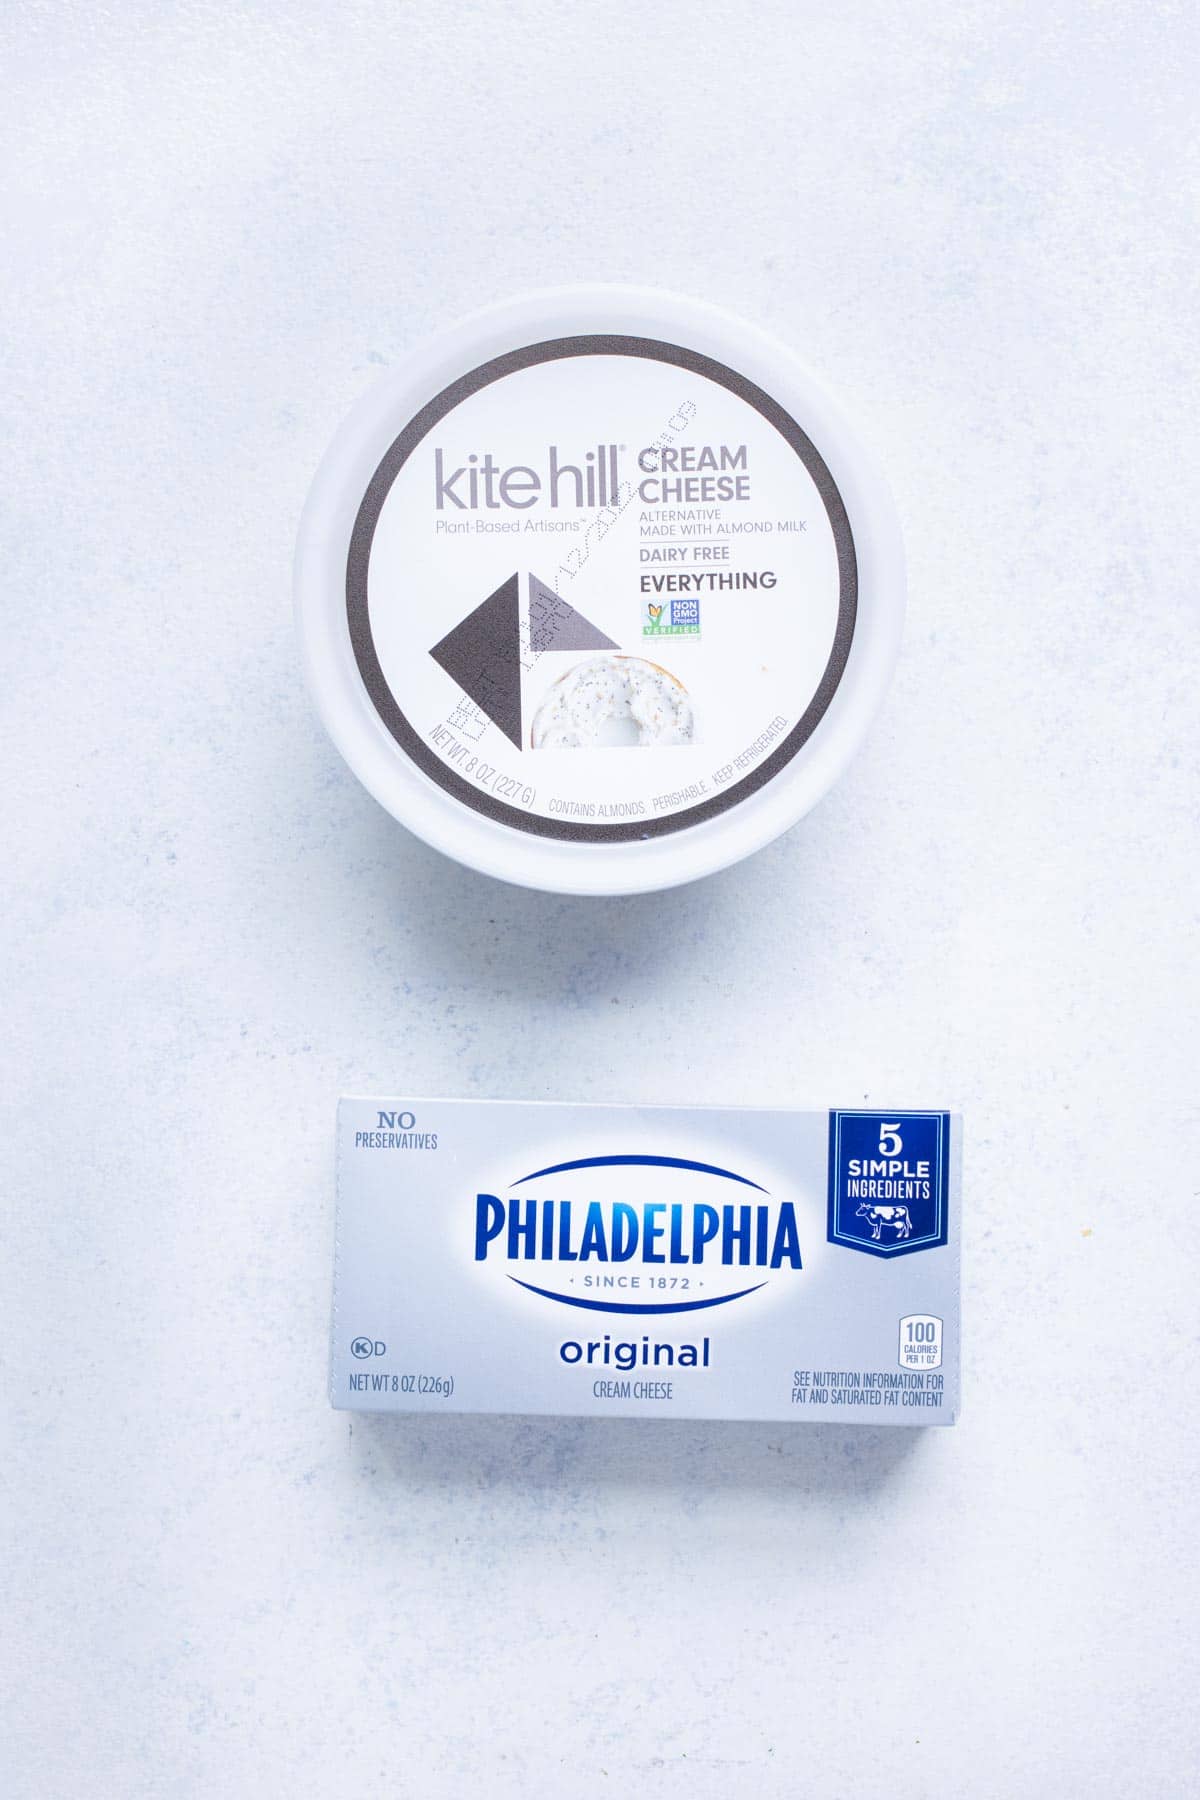 kite hill®
Plant-Based Artisans™
CREAM
CHEESE
ALTERNATIVE
MADE WITH ALMOND MILK
DAIRY FREE
EVERYTHING
NON
GMO
Project
VERIFIED
NET WT. 8 OZ (227 G)
CONTAINS ALMONDS. PERISHABLE. KEEP REFRIGERATED.
NO
PRESERVATIVES
5
SIMPLE
INGREDIENTS
PHILADELPHIA
· SINCE 1872 ·
original
CREAM CHEESE
K D
NET WT 8 OZ (226g)
100
CALORIES
PER 1 OZ
SEE NUTRITION INFORMATION FOR
FAT AND SATURATED FAT CONTENT